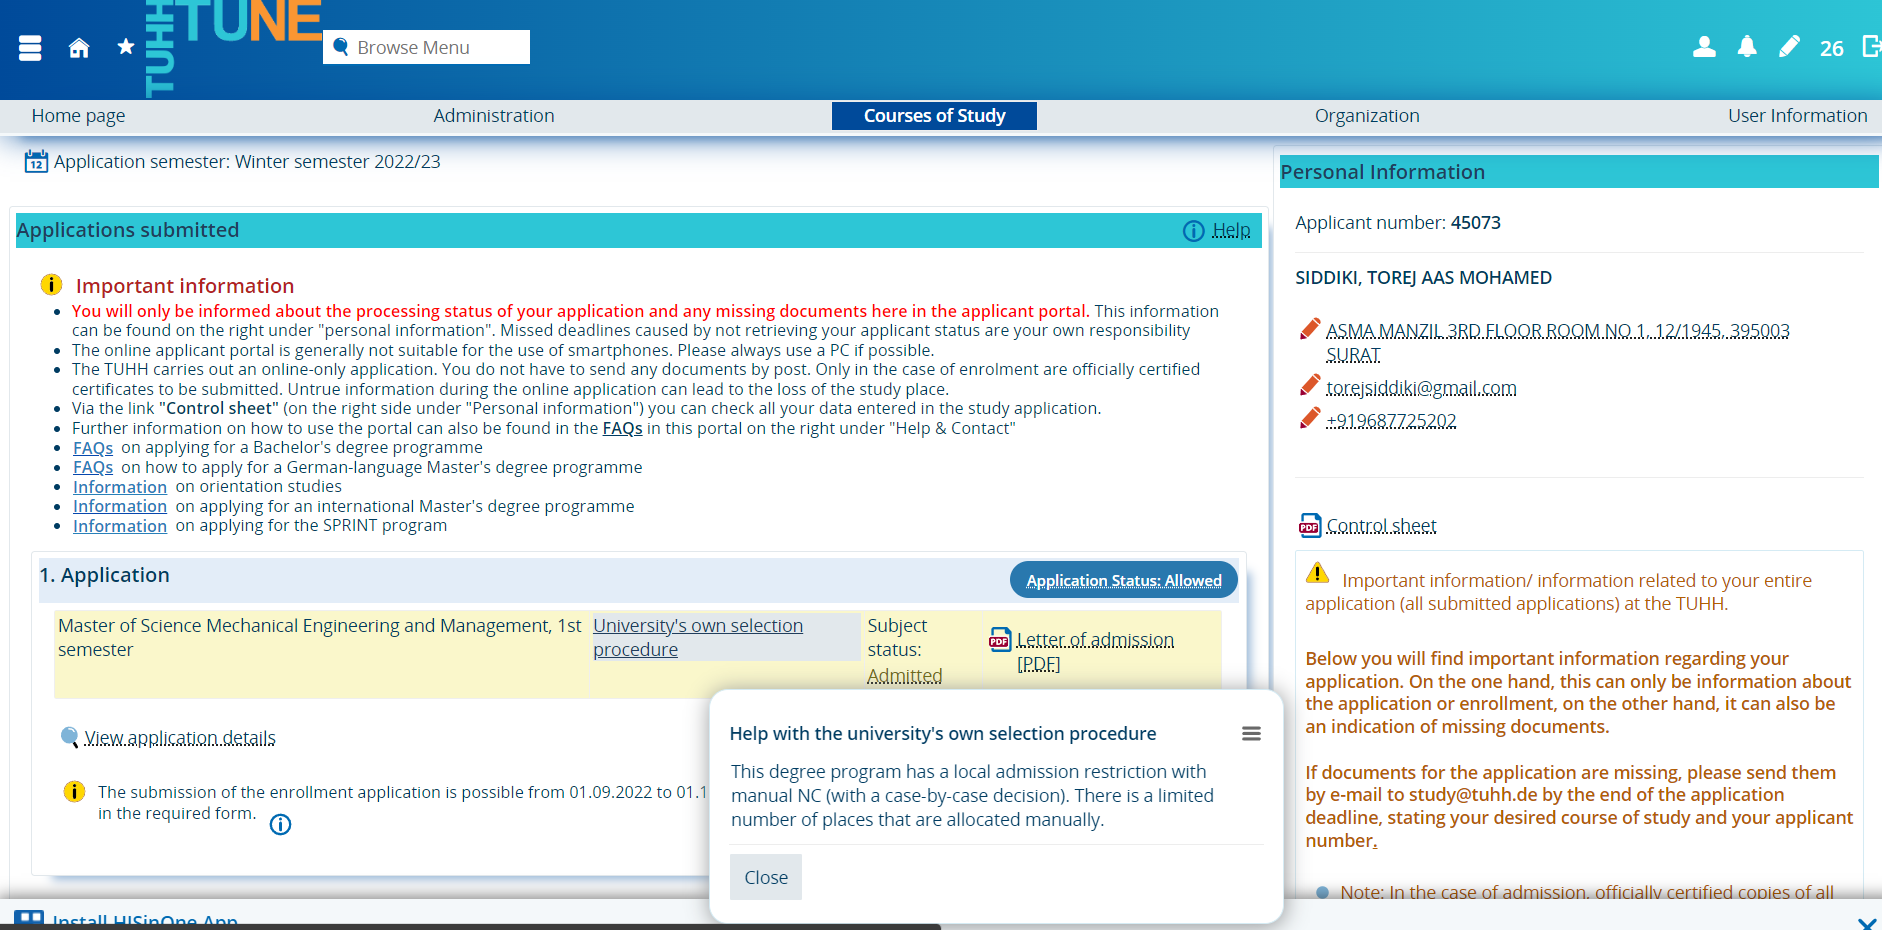 TUHH
TUNE
Browse Menu
26
Home page
Administration
Courses of Study
Organization
User Information
12
Application semester: Winter semester 2022/23
Applications submitted
Help
Important information
You will only be informed about the processing status of your application and any missing documents here in the applicant portal. This information
can be found on the right under "personal information". Missed deadlines caused by not retrieving your applicant status are your own responsibility
The online applicant portal is generally not suitable for the use of smartphones. Please always use a PC if possible.
The TUHH carries out an online-only application. You do not have to send any documents by post. Only in the case of enrolment are officially certified
certificates to be submitted. Untrue information during the online application can lead to the loss of the study place.
Via the link "Control sheet" (on the right side under "Personal information") you can check all your data entered in the study application.
Further information on how to use the portal can also be found in the FAQs in this portal on the right under "Help & Contact"
FAQs on applying for a Bachelor's degree programme
FAQs on how to apply for a German-language Master's degree programme
Information on orientation studies
Information on applying for an international Master's degree programme
Information on applying for the SPRINT program
1. Application
Application Status: Allowed
Master of Science Mechanical Engineering and Management, 1st
semester
University's own selection
procedure
Subject
status:
Admitted
PDF
Letter of admission
[PDF]
View application details
The submission of the enrollment application is possible from 01.09.2022 to 01.1
in the required form.
Help with the university's own selection procedure
This degree program has a local admission restriction with
manual NC (with a case-by-case decision). There is a limited
number of places that are allocated manually.
Close
Install HISinOne App
Personal Information
Applicant number: 45073
SIDDIKI, TOREJ AAS MOHAMED
ASMA MANZIL 3RD FLOOR ROOM NO 1, 12/1945, 395003
SURAT
torejsiddiki@gmail.com
+919687725202
PDF
Control sheet
Important information/ information related to your entire
application (all submitted applications) at the TUHH.
Below you will find important information regarding your
application. On the one hand, this can only be information about
the application or enrollment, on the other hand, it can also be
an indication of missing documents.
If documents for the application are missing, please send them
by e-mail to study@tuhh.de by the end of the application
deadline, stating your desired course of study and your applicant
number.
Note: In the case of admission, officially certified copies of all